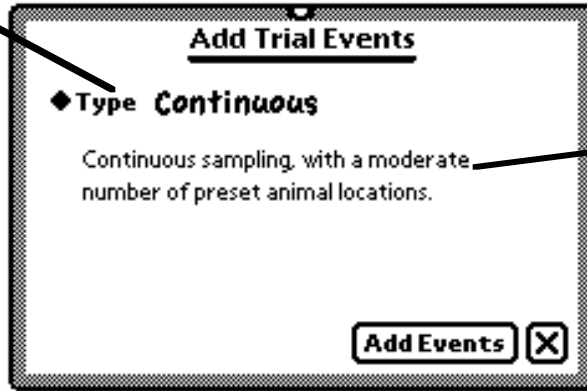 Add Trial Events
◆Type Continuous
Continuous sampling, with a moderate
number of preset animal locations.
Add Events X